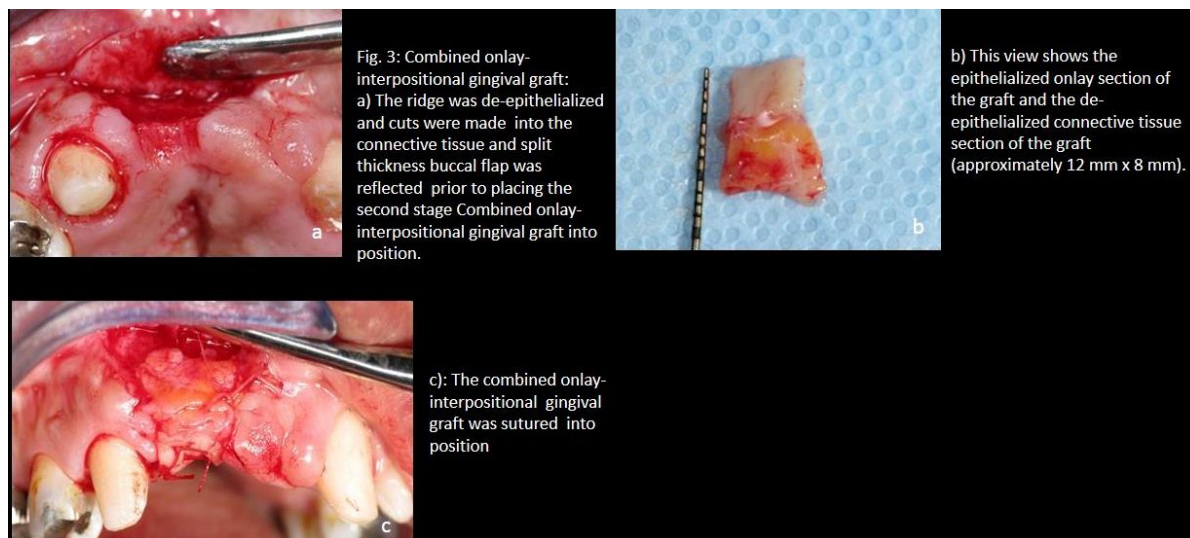 Fig. 3: Combined onlay-
interpositional gingival graft:
a) The ridge was de-epithelialized
and cuts were made into the
connective tissue and split
thickness buccal flap was
reflected prior to placing the
second stage Combined onlay-
interpositional gingival graft into
position.
a
b) This view shows the
epithelialized onlay section of
the graft and the de-
epithelialized connective tissue
section of the graft
(approximately 12 mm x 8 mm).
b
c): The combined onlay-
interpositional gingival
graft was sutured into
position
c